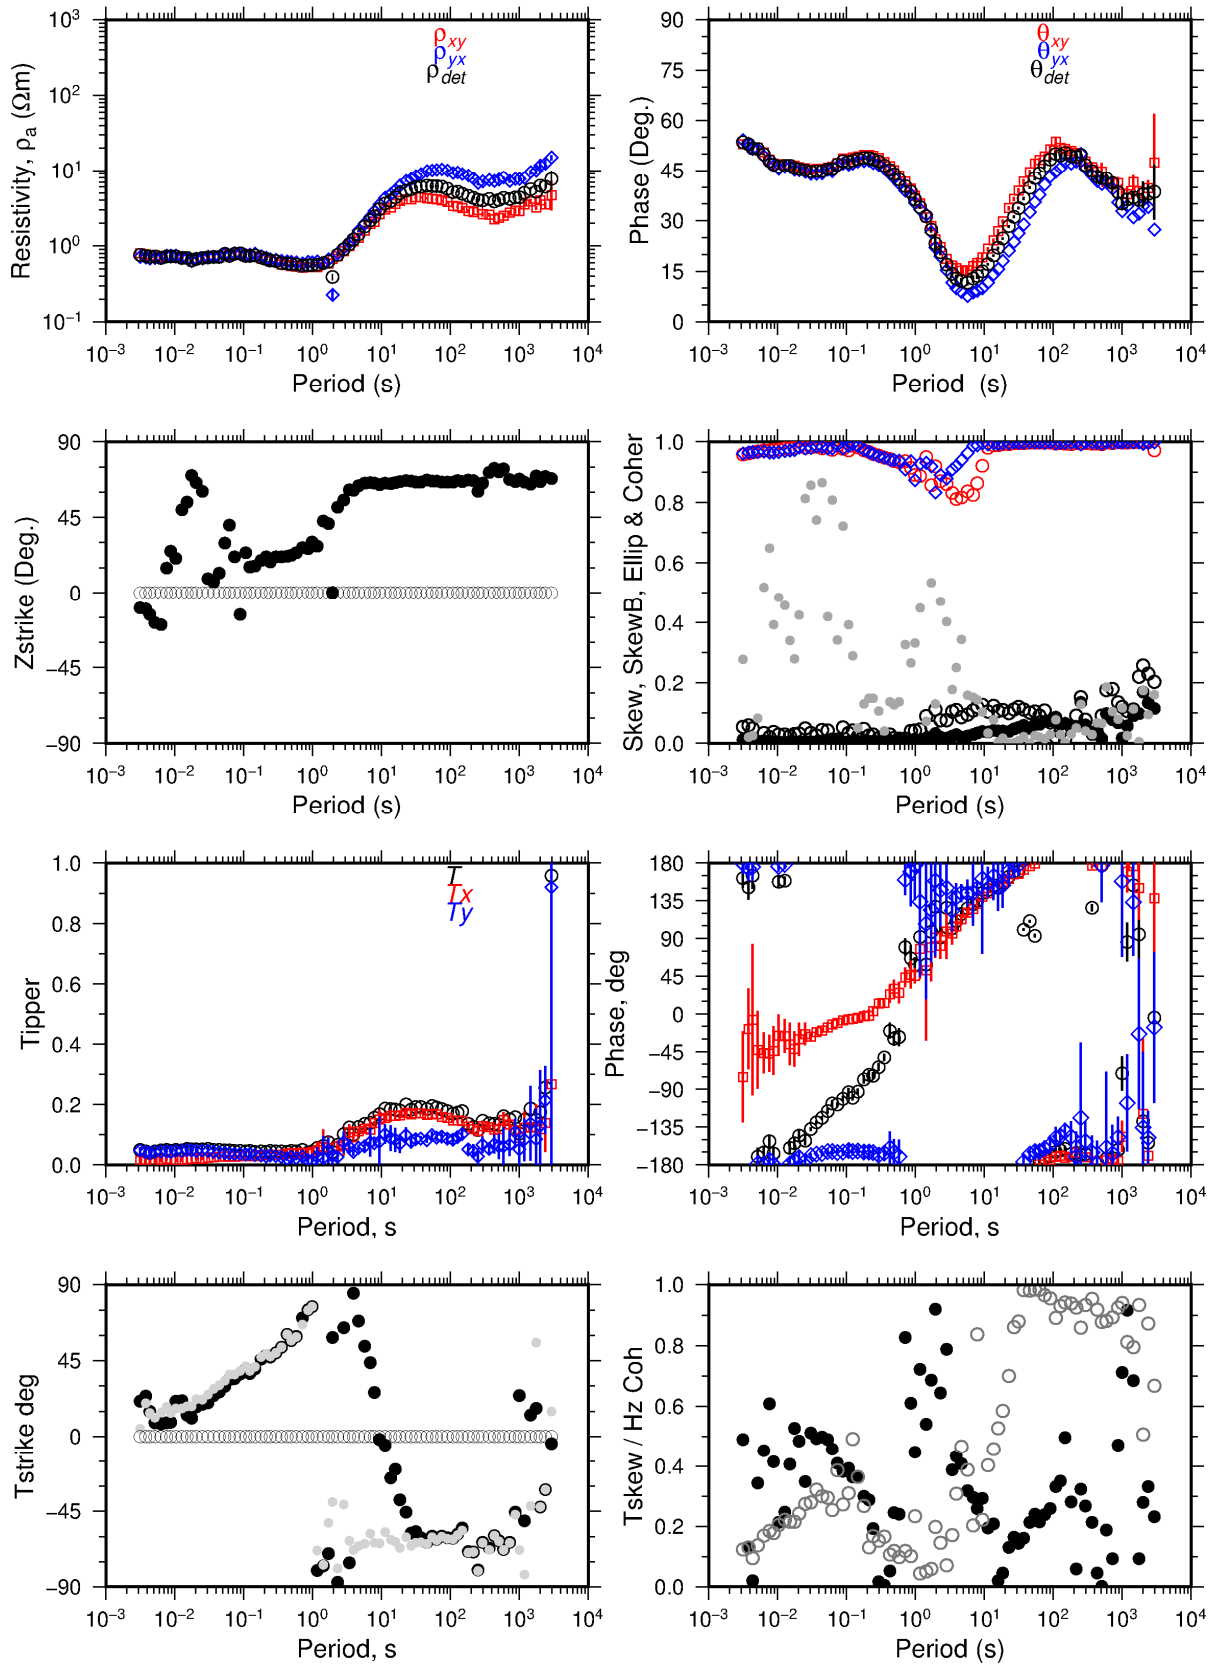 10³ 10² 10¹ 10⁰ 10⁻¹
Resistivity, ρₐ (Ωm)
ρxy
ρyx
ρdet
10⁻³ 10⁻² 10⁻¹ 10⁰ 10¹ 10² 10³ 10⁴
Period (s)
90 75 60 45 30 15 0
Phase (Deg.)
θxy
θyx
θdet
10⁻³ 10⁻² 10⁻¹ 10⁰ 10¹ 10² 10³ 10⁴
Period (s)
90 45 0 −45 −90
Zstrike (Deg.)
10⁻³ 10⁻² 10⁻¹ 10⁰ 10¹ 10² 10³ 10⁴
Period (s)
1.0 0.8 0.6 0.4 0.2 0.0
Skew, SkewB, Ellip & Coher
10⁻³ 10⁻² 10⁻¹ 10⁰ 10¹ 10² 10³ 10⁴
Period (s)
1.0 0.8 0.6 0.4 0.2 0.0
Tipper
T
Tx
Ty
10⁻³ 10⁻² 10⁻¹ 10⁰ 10¹ 10² 10³ 10⁴
Period, s
180 135 90 45 0 −45 −90 −135 −180
Phase, deg
10⁻³ 10⁻² 10⁻¹ 10⁰ 10¹ 10² 10³ 10⁴
Period, s
90 45 0 −45 −90
Tstrike deg
10⁻³ 10⁻² 10⁻¹ 10⁰ 10¹ 10² 10³ 10⁴
Period, s
1.0 0.8 0.6 0.4 0.2 0.0
Tskew / Hz Coh
10⁻³ 10⁻² 10⁻¹ 10⁰ 10¹ 10² 10³ 10⁴
Period (s)